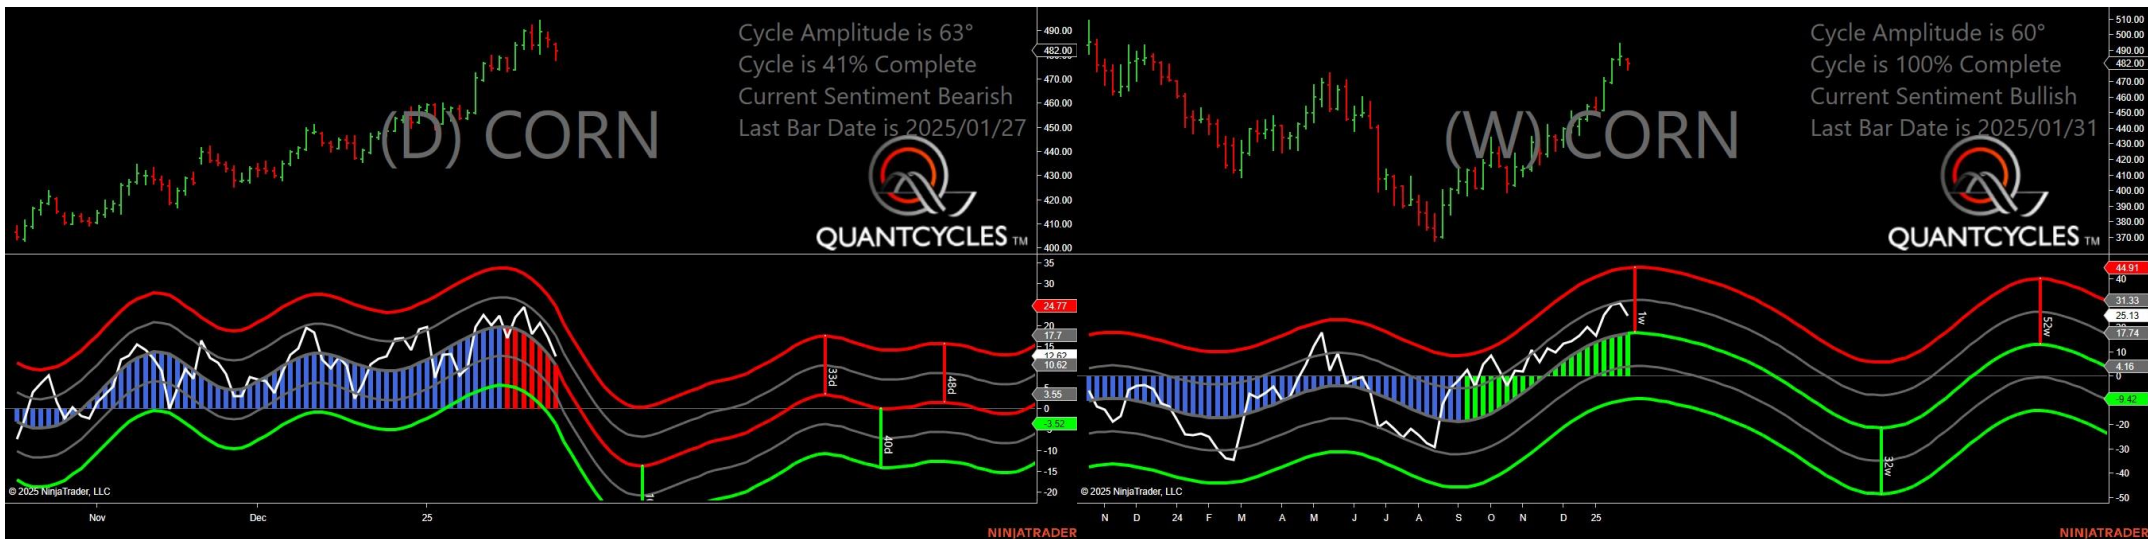 Cycle Amplitude is 63°
Cycle is 41% Complete
Current Sentiment Bearish
Last Bar Date is 2025/01/27
(D) CORN
QUANTCYCLES TM
490.00
482.00
470.00
460.00
450.00
440.00
430.00
420.00
410.00
400.00
35
30
24.77
20
17.7
15
12.62
10.62
5
3.55
0
-3.52
-10
-15
-20
33d
40d
48d
© 2025 NinjaTrader, LLC
Nov
Dec
25
NINJATRADER
Cycle Amplitude is 60°
Cycle is 100% Complete
Current Sentiment Bullish
Last Bar Date is 2025/01/31
(W) CORN
QUANTCYCLES TM
510.00
500.00
490.00
482.00
470.00
460.00
450.00
440.00
430.00
420.00
410.00
400.00
390.00
380.00
370.00
44.91
40
31.33
25.13
17.74
10
4.16
0
-9.42
-20
-30
-40
-50
1w
32w
52w
© 2025 NinjaTrader, LLC
N D 24 F M A M J J A S O N D 25
NINJATRADER